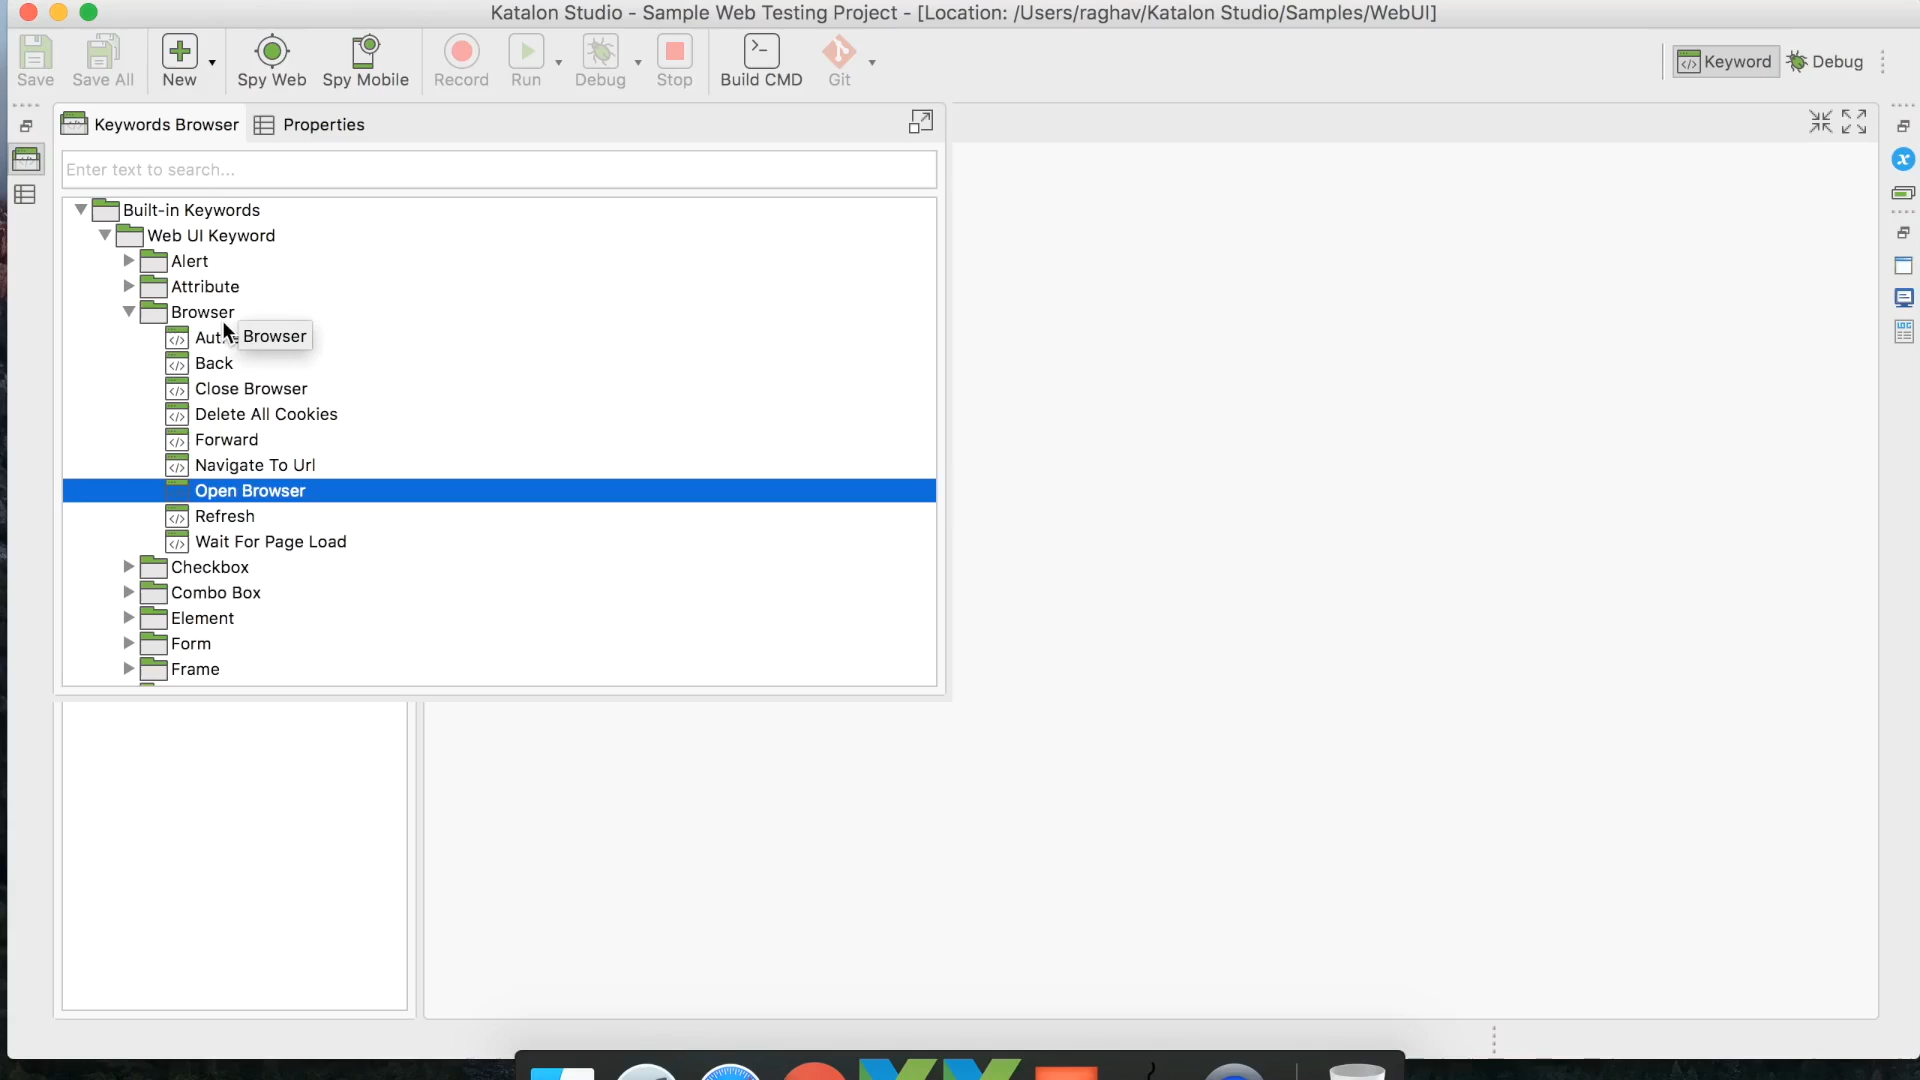 Katalon Studio - Sample Web Testing Project - [Location: /Users/raghav/Katalon Studio/Samples/WebUI]
Save Save All New Spy Web Spy Mobile Record Run Debug Stop Build CMD Git Keyword Debug
Keywords Browser Properties
Enter text to search...
Built-in Keywords
Web UI Keyword
Alert
Attribute
Browser
Browser
Back
Close Browser
Delete All Cookies
Forward
Navigate To Url
Open Browser
Refresh
Wait For Page Load
Checkbox
Combo Box
Element
Form
Frame